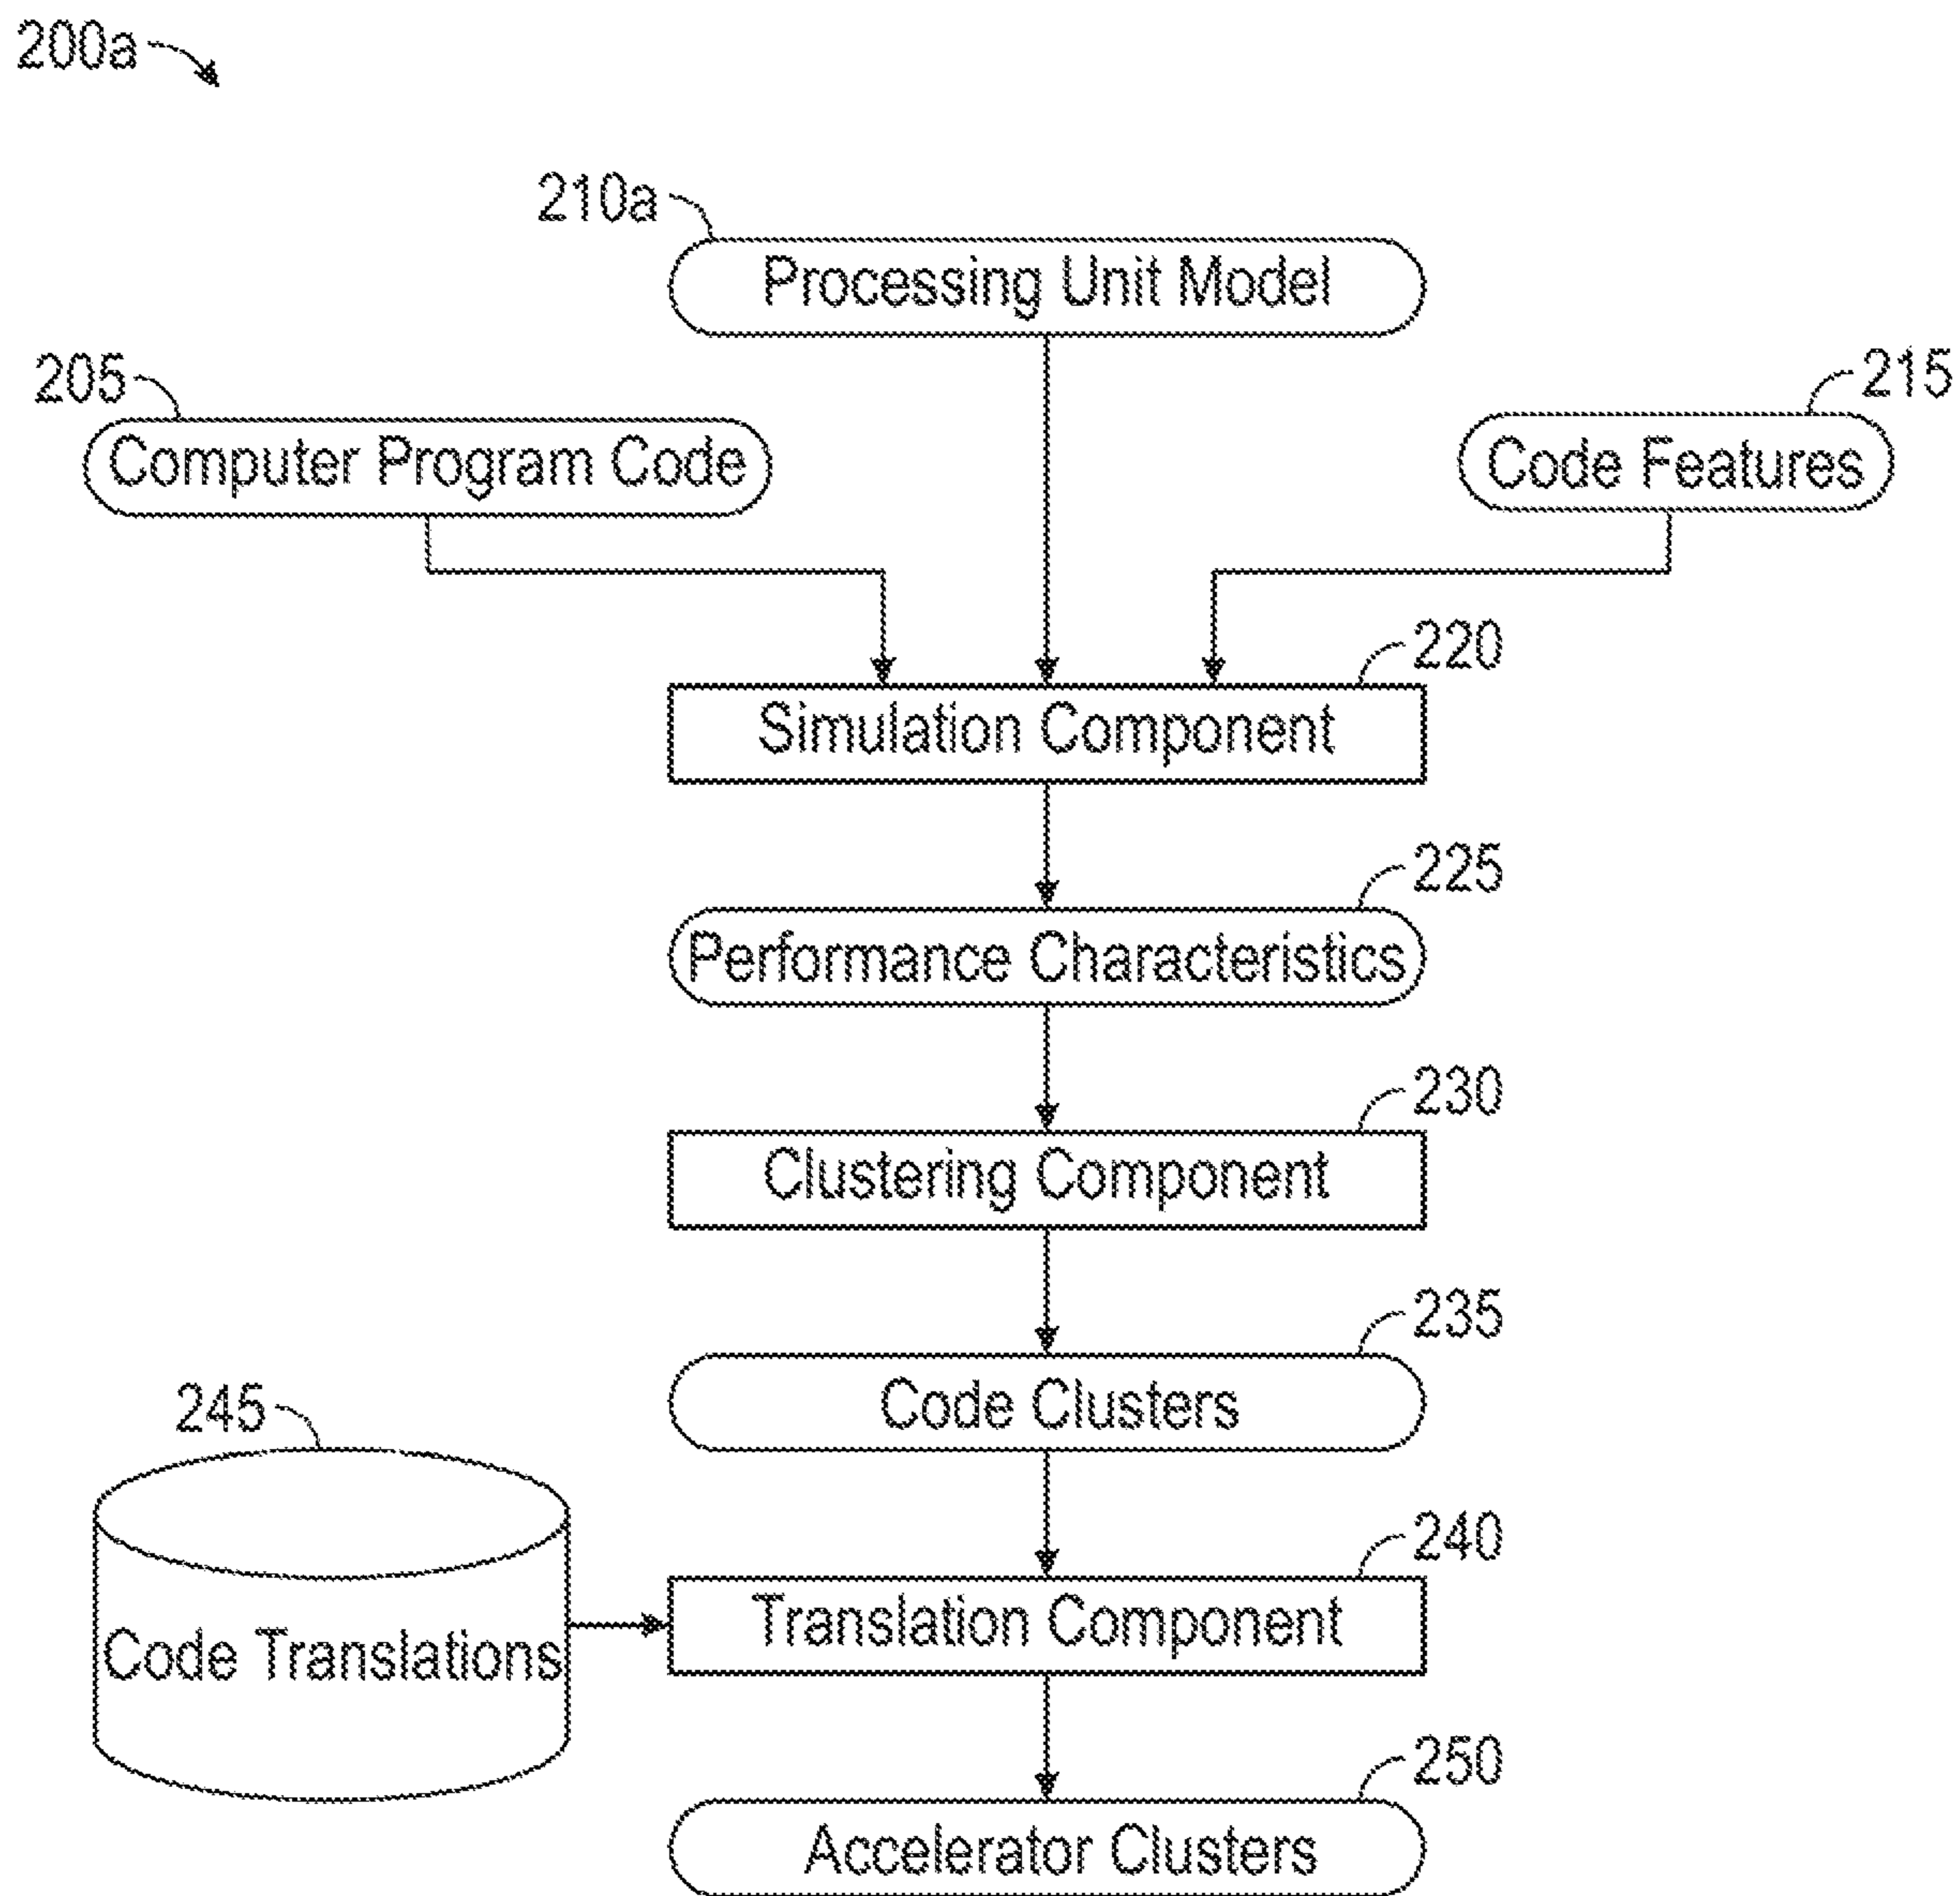 200a
210a
Processing Unit Model
205
215
Computer Program Code
Code Features
220
Simulation Component
225
Performance Characteristics
230
Clustering Component
235
Code Clusters
245
240
Translation Component
Code Translations
250
Accelerator Clusters